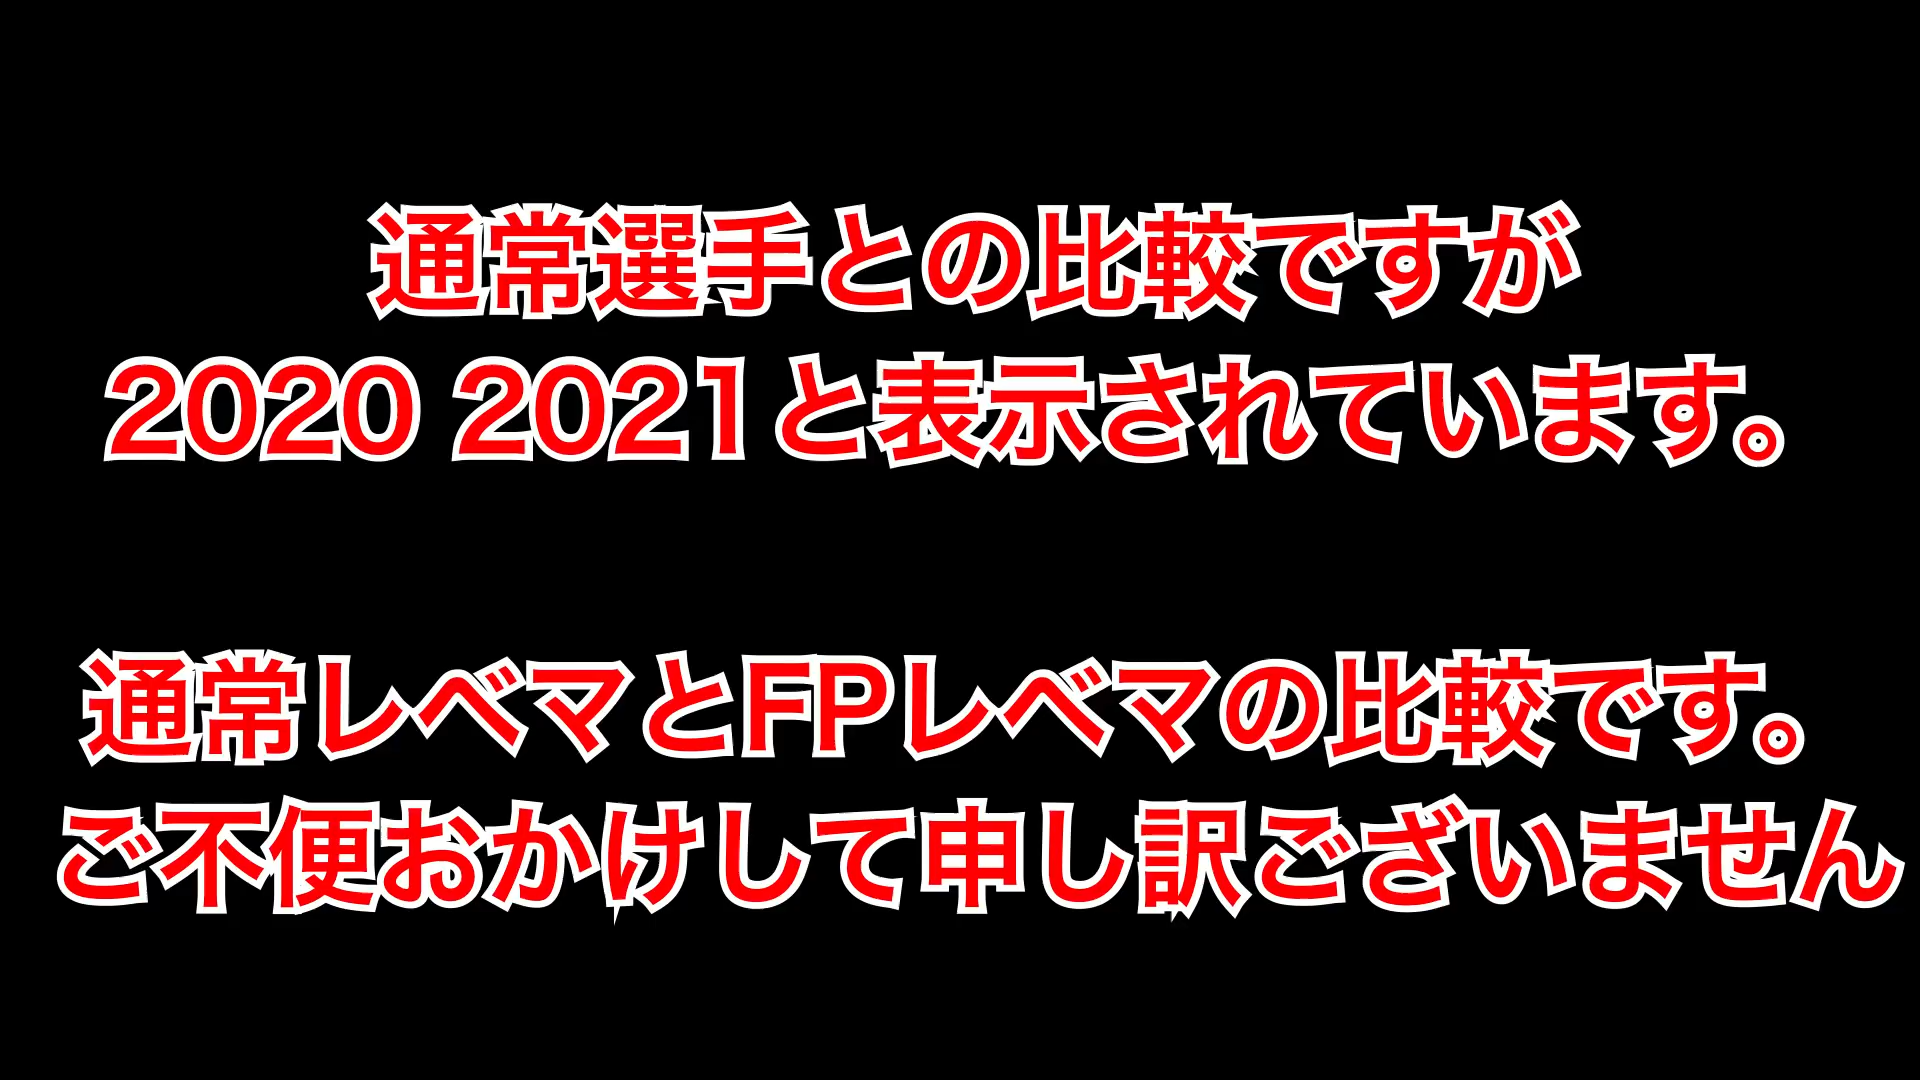 通常選手との比較ですが
2020 2021と表示されています。
通常レベマとFPレベマの比較です。
ご不便おかけして申し訳ございません